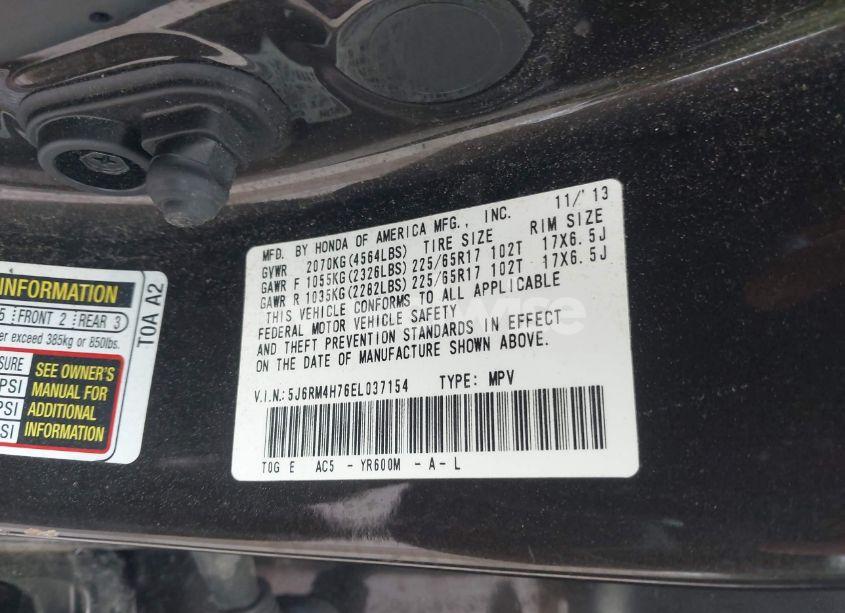 INFORMATION
5 FRONT 2 REAR 3
er exceed 385kg or 850lbs.
SURE
PSI
PSI
SI
SEE OWNER'S
MANUAL FOR
ADDITIONAL
INFORMATION
T0A A2
MFD. BY HONDA OF AMERICA MFG., INC. 11/'13
GVWR 2070KG(4564LBS) TIRE SIZE RIM SIZE
GAWR F 1055KG(2326LBS) 225/65R17 102T 17X6.5J
GAWR R 1035KG(2282LBS) 225/65R17 102T 17X6.5J
THIS VEHICLE CONFORMS TO ALL APPLICABLE
FEDERAL MOTOR VEHICLE SAFETY
AND THEFT PREVENTION STANDARDS IN EFFECT
ON THE DATE OF MANUFACTURE SHOWN ABOVE.
V.I.N.:5J6RM4H76EL037154 TYPE: MPV
T0G E AC5 - YR600M - A - L